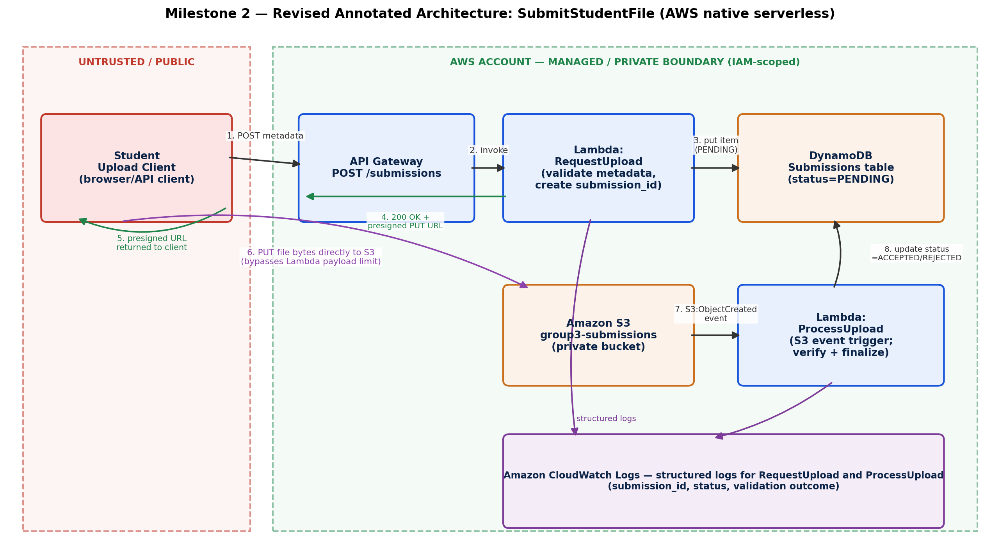 Milestone 2 — Revised Annotated Architecture: SubmitStudentFile (AWS native serverless)
UNTRUSTED / PUBLIC
AWS ACCOUNT — MANAGED / PRIVATE BOUNDARY (IAM-scoped)
Student
Upload Client
(browser/API client)
1. POST metadata
API Gateway
POST /submissions
2. invoke
Lambda:
RequestUpload
(validate metadata,
create submission_id)
3. put item
(PENDING)
DynamoDB
Submissions table
(status=PENDING)
4. 200 OK +
presigned PUT URL
5. presigned URL
returned to client
6. PUT file bytes directly to S3
(bypasses Lambda payload limit)
8. update status
=ACCEPTED/REJECTED
Amazon S3
group3-submissions
(private bucket)
7. S3:ObjectCreated
event
Lambda:
ProcessUpload
(S3 event trigger;
verify + finalize)
structured logs
Amazon CloudWatch Logs — structured logs for RequestUpload and ProcessUpload
(submission_id, status, validation outcome)